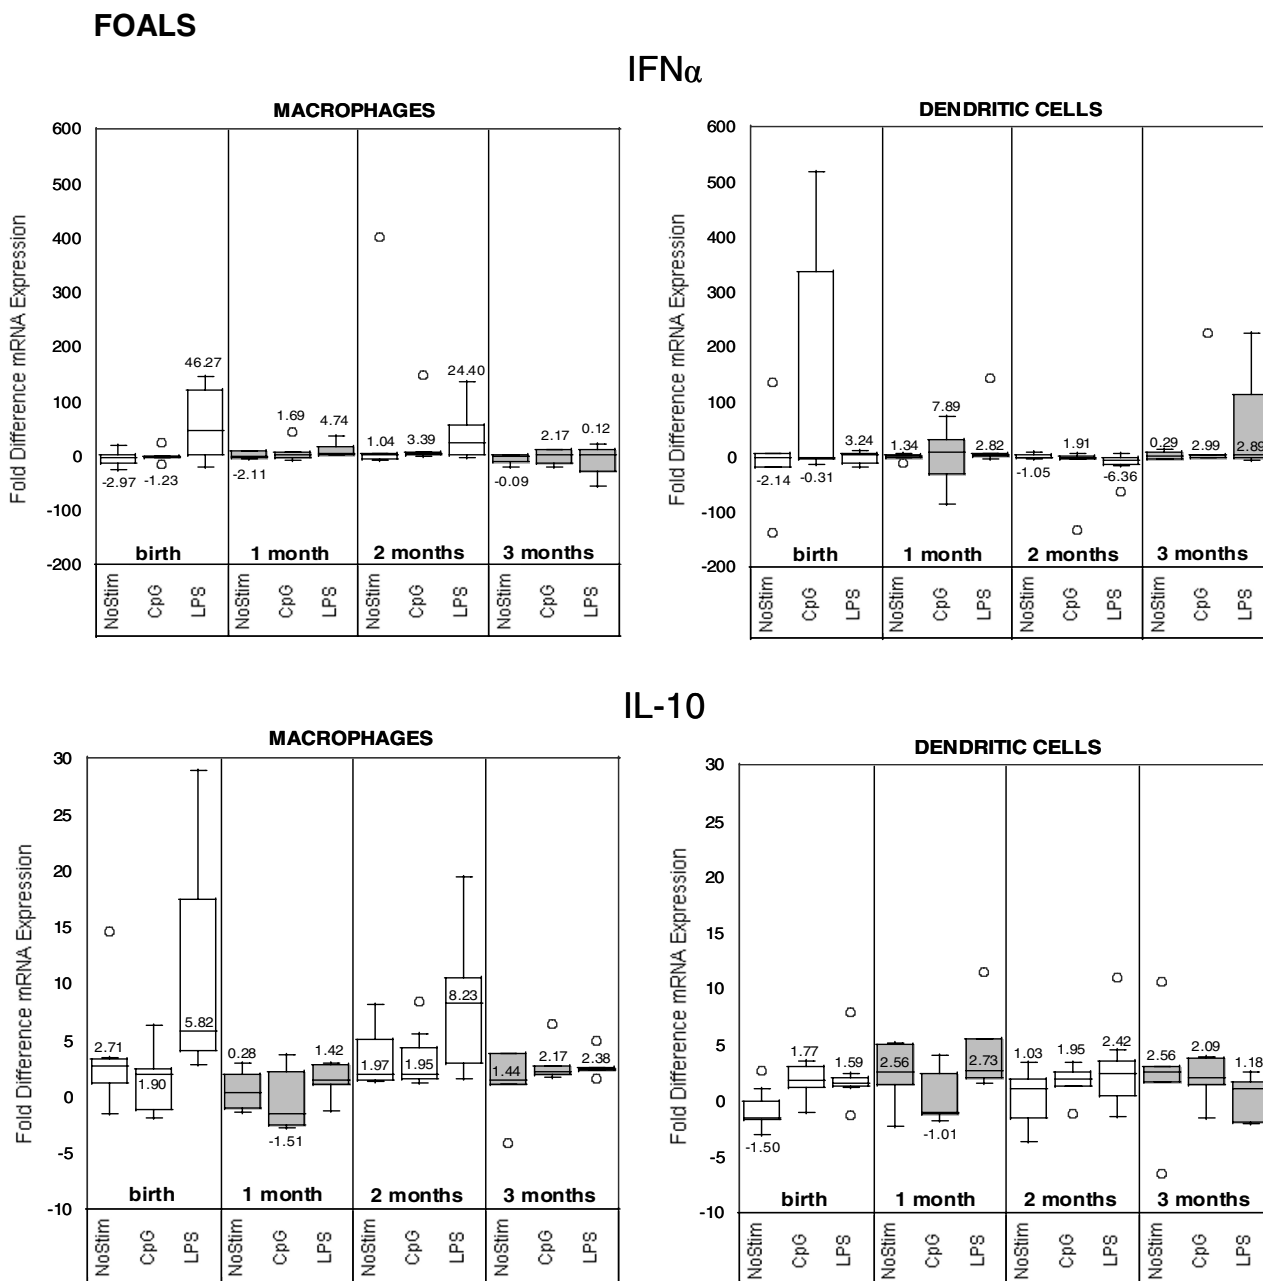 FOALS
IFNα
MACROPHAGES
DENDRITIC CELLS
Fold Difference mRNA Expression
600
500
400
300
200
100
0
-100
-200
-2.97
-1.23
46.27
-2.11
1.69
4.74
1.04
3.39
24.40
-0.09
2.17
0.12
birth
1 month
2 months
3 months
NoStim
CpG
LPS
NoStim
CpG
LPS
NoStim
CpG
LPS
NoStim
CpG
LPS
Fold Difference mRNA Expression
600
500
400
300
200
100
0
-100
-200
-2.14
-0.31
3.24
1.34
7.89
2.82
-1.05
1.91
-6.36
0.29
2.99
2.89
birth
1 month
2 months
3 months
NoStim
CpG
LPS
NoStim
CpG
LPS
NoStim
CpG
LPS
NoStim
CpG
LPS
IL-10
MACROPHAGES
DENDRITIC CELLS
Fold Difference mRNA Expression
30
25
20
15
10
5
0
-5
-10
2.71
1.90
5.82
0.28
-1.51
1.42
1.97
1.95
8.23
1.44
2.17
2.38
birth
1 month
2 months
3 months
NoStim
CpG
LPS
NoStim
CpG
LPS
NoStim
CpG
LPS
NoStim
CpG
LPS
Fold Difference mRNA Expression
30
25
20
15
10
5
0
-5
-10
-1.50
1.77
1.59
2.56
-1.01
2.73
1.03
1.95
2.42
2.56
2.09
1.18
birth
1 month
2 months
3 months
NoStim
CpG
LPS
NoStim
CpG
LPS
NoStim
CpG
LPS
NoStim
CpG
LPS